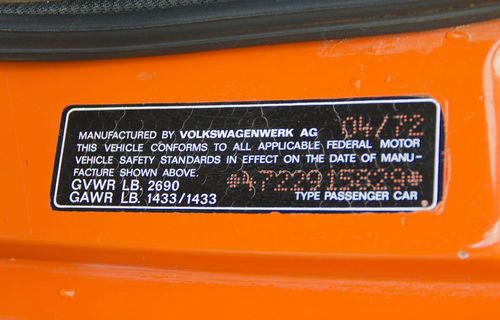 MANUFACTURED BY VOLKSWAGENWERK AG 04/72
THIS VEHICLE CONFORMS TO ALL APPLICABLE FEDERAL MOTOR
VEHICLE SAFETY STANDARDS IN EFFECT ON THE DATE OF MANU-
FACTURE SHOWN ABOVE.
GVWR LB. 2690 *4722915829*
GAWR LB. 1433/1433 TYPE PASSENGER CAR